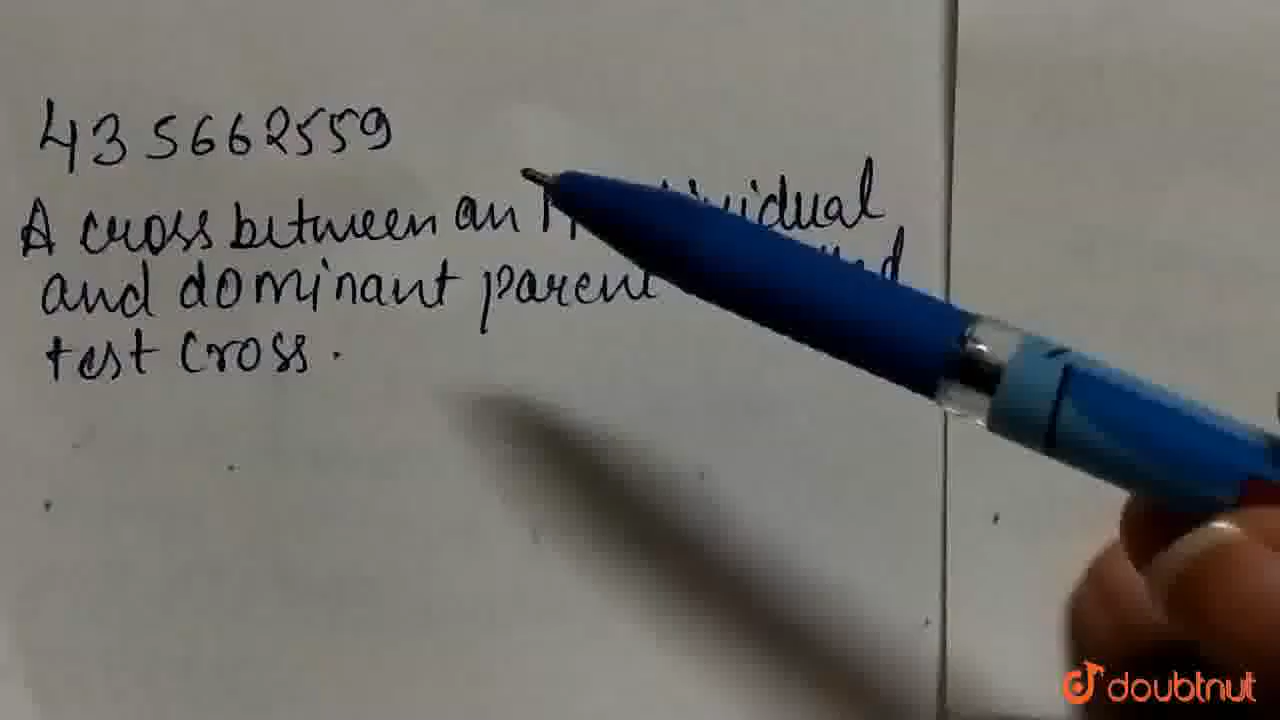 435662559
A cross between an
and dominant parent
test cross.
doubtnut